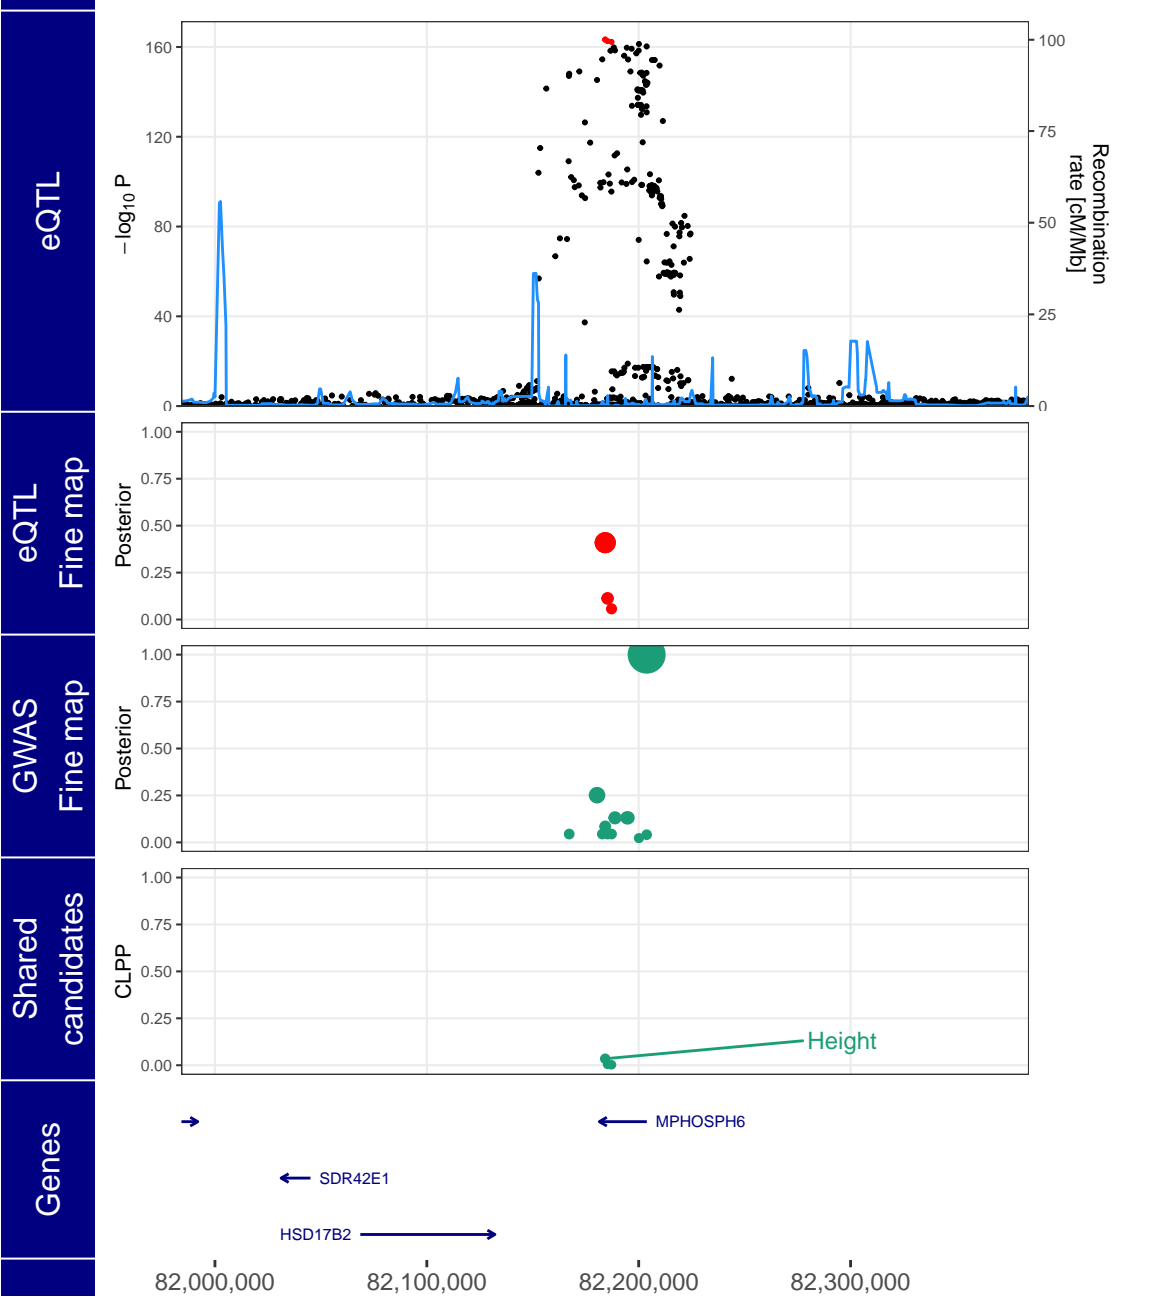 eQTL
−log10 P
160
120
80
40
0
100
75
50
25
0
Recombination
rate [cM/Mb]
eQTL
Fine map
Posterior
1.00
0.75
0.50
0.25
0.00
GWAS
Fine map
Posterior
1.00
0.75
0.50
0.25
0.00
Shared
candidates
CLPP
1.00
0.75
0.50
0.25
0.00
Height
Genes
MPHOSPH6
SDR42E1
HSD17B2
82,000,000
82,100,000
82,200,000
82,300,000